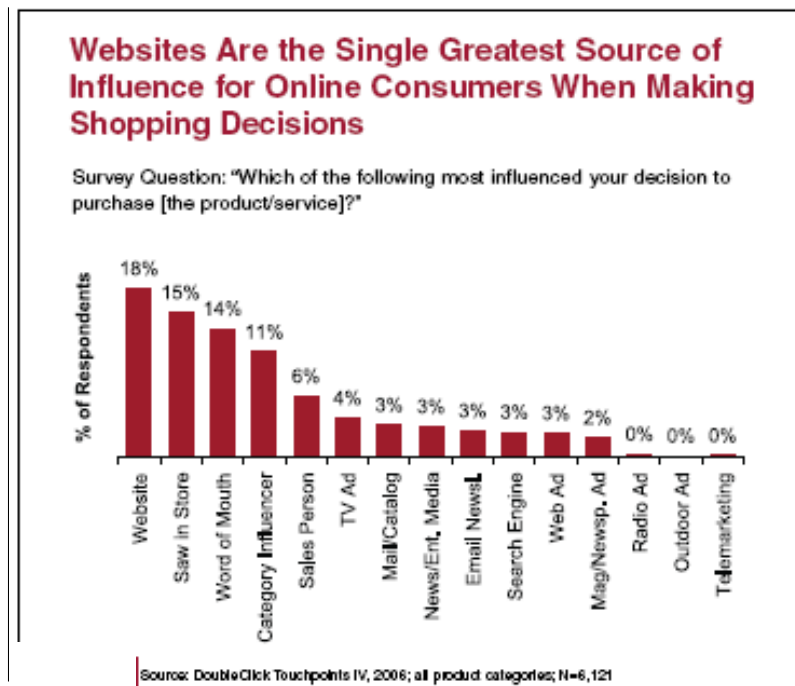 Websites Are the Single Greatest Source of
Influence for Online Consumers When Making
Shopping Decisions
Survey Question: “Which of the following most influenced your decision to
purchase [the product/service]?”
% of Respondents
18%
15%
14%
11%
6%
4%
3%
3%
3%
3%
3%
2%
0%
0%
0%
Website
Saw in Store
Word of Mouth
Category Influencer
Sales Person
TV Ad
Mail/Catalog
News/Ent. Media
Email NewsL
Search Engine
Web Ad
Mag/Newsp. Ad
Radio Ad
Outdoor Ad
Telemarketing
Source: DoubleClick Touchpoints IV, 2006; all product categories; N=6,121